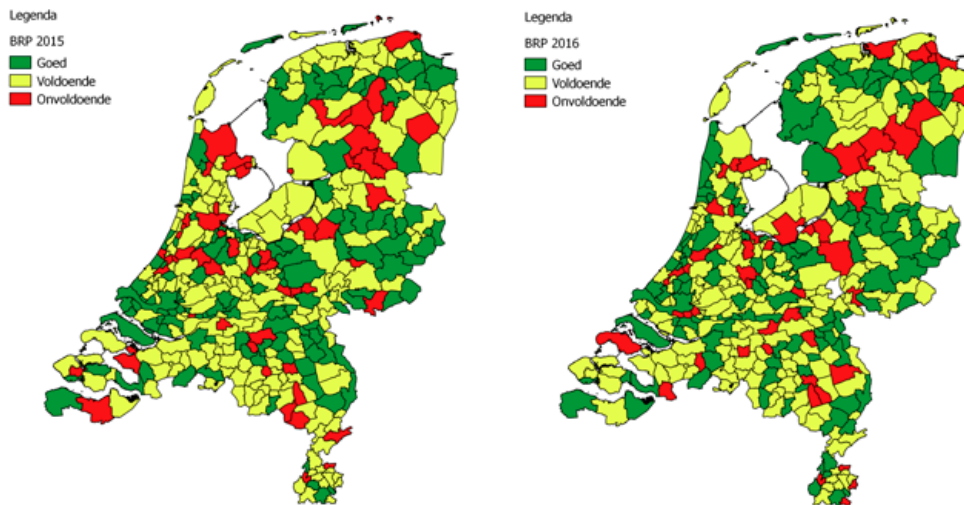 Legenda
BRP 2015
Goed
Voldoende
Onvoldoende
Legenda
BRP 2016
Goed
Voldoende
Onvoldoende